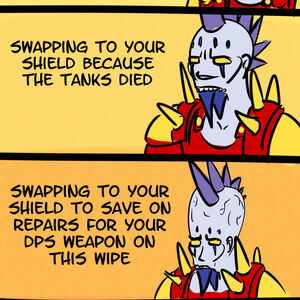 SWAPPING TO YOUR
SHIELD BECAUSE
THE TANKS DIED
SWAPPING TO YOUR
SHIELD TO SAVE ON
REPAIRS FOR YOUR
DPS WEAPON ON
THIS WIPE